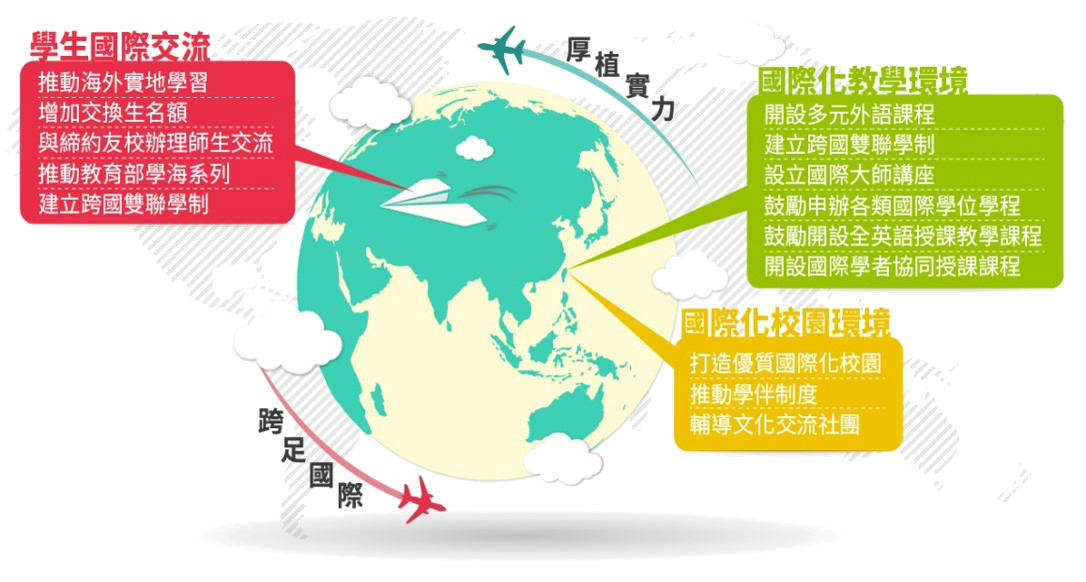 學生國際交流
推動海外實地學習
增加交換生名額
與締約友校辦理師生交流
推動教育部學海系列
建立跨國雙聯學制
厚植實力
國際化教學環境
開設多元外語課程
建立跨國雙聯學制
設立國際大師講座
鼓勵申辦各類國際學位學程
鼓勵開設全英語授課教學課程
開設國際學者協同授課課程
國際化校園環境
打造優質國際化校園
推動學伴制度
輔導文化交流社團
跨足國際